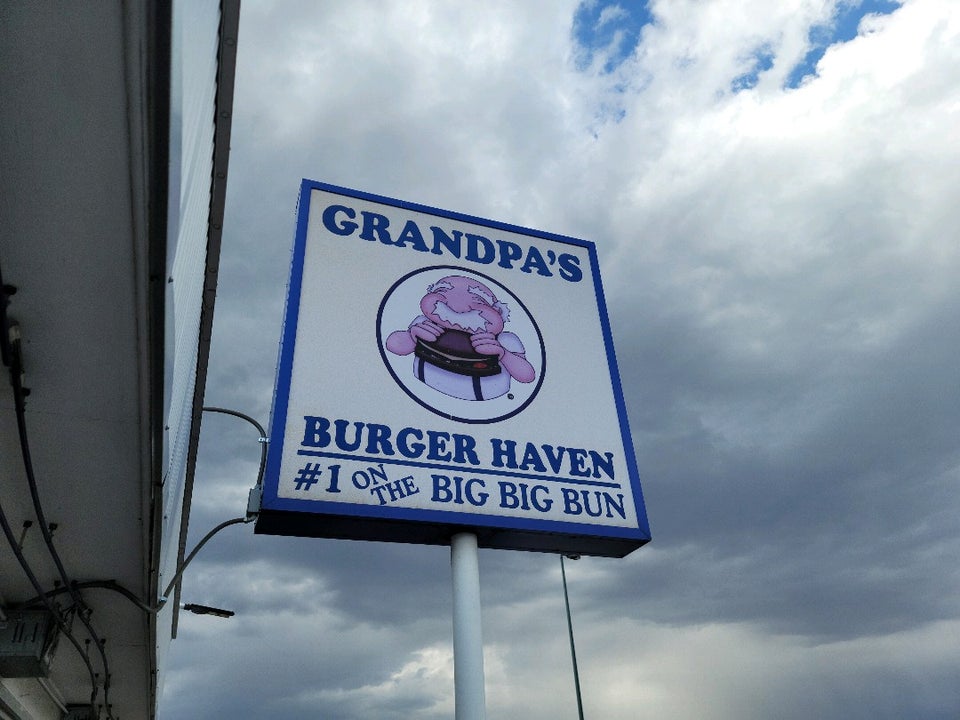 GRANDPA'S
BURGER HAVEN
#1 ON THE BIG BIG BUN